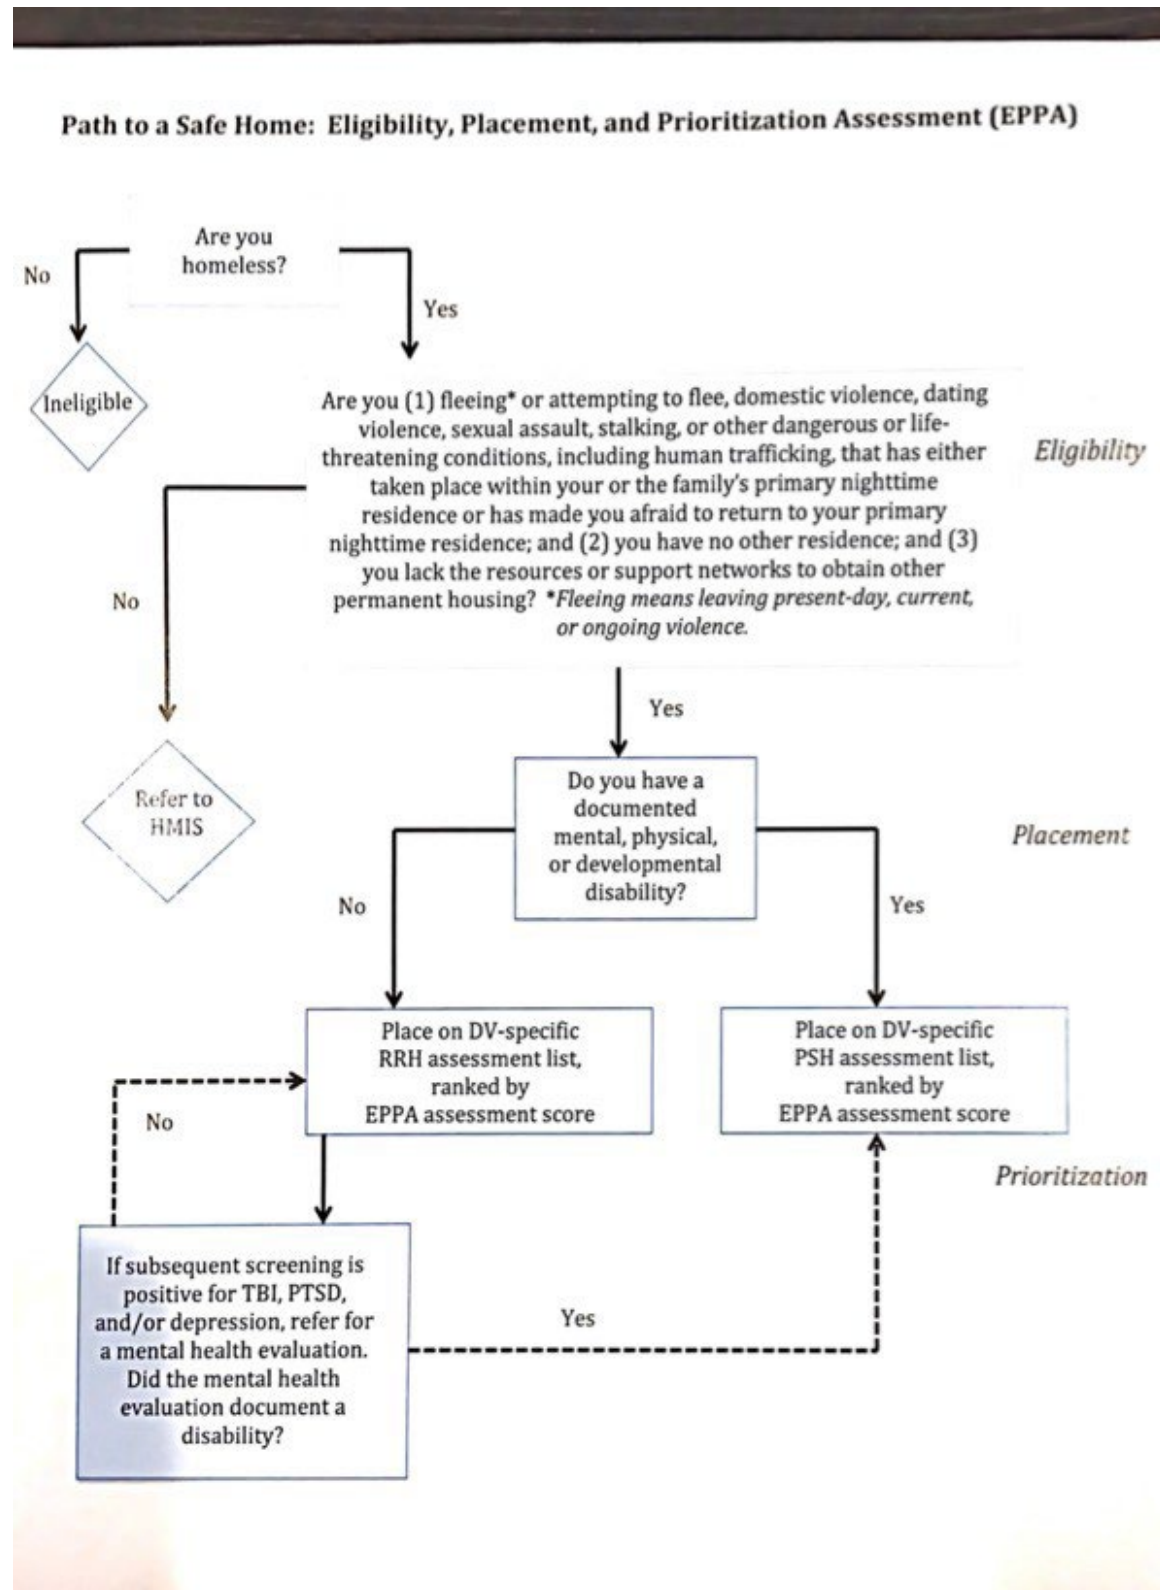 Path to a Safe Home: Eligibility, Placement, and Prioritization Assessment (EPPA)
Are you
homeless?
No
Yes
Ineligible
Are you (1) fleeing* or attempting to flee, domestic violence, dating
violence, sexual assault, stalking, or other dangerous or life-
threatening conditions, including human trafficking, that has either
taken place within your or the family's primary nighttime
residence or has made you afraid to return to your primary
nighttime residence; and (2) you have no other residence; and (3)
you lack the resources or support networks to obtain other
permanent housing? *Fleeing means leaving present-day, current,
or ongoing violence.
Eligibility
No
Yes
Refer to
HMIS
Do you have a
documented
mental, physical,
or developmental
disability?
Placement
No
Yes
Place on DV-specific
RRH assessment list,
ranked by
EPPA assessment score
Place on DV-specific
PSH assessment list,
ranked by
EPPA assessment score
No
Prioritization
If subsequent screening is
positive for TBI, PTSD,
and/or depression, refer for
a mental health evaluation.
Did the mental health
evaluation document a
disability?
Yes